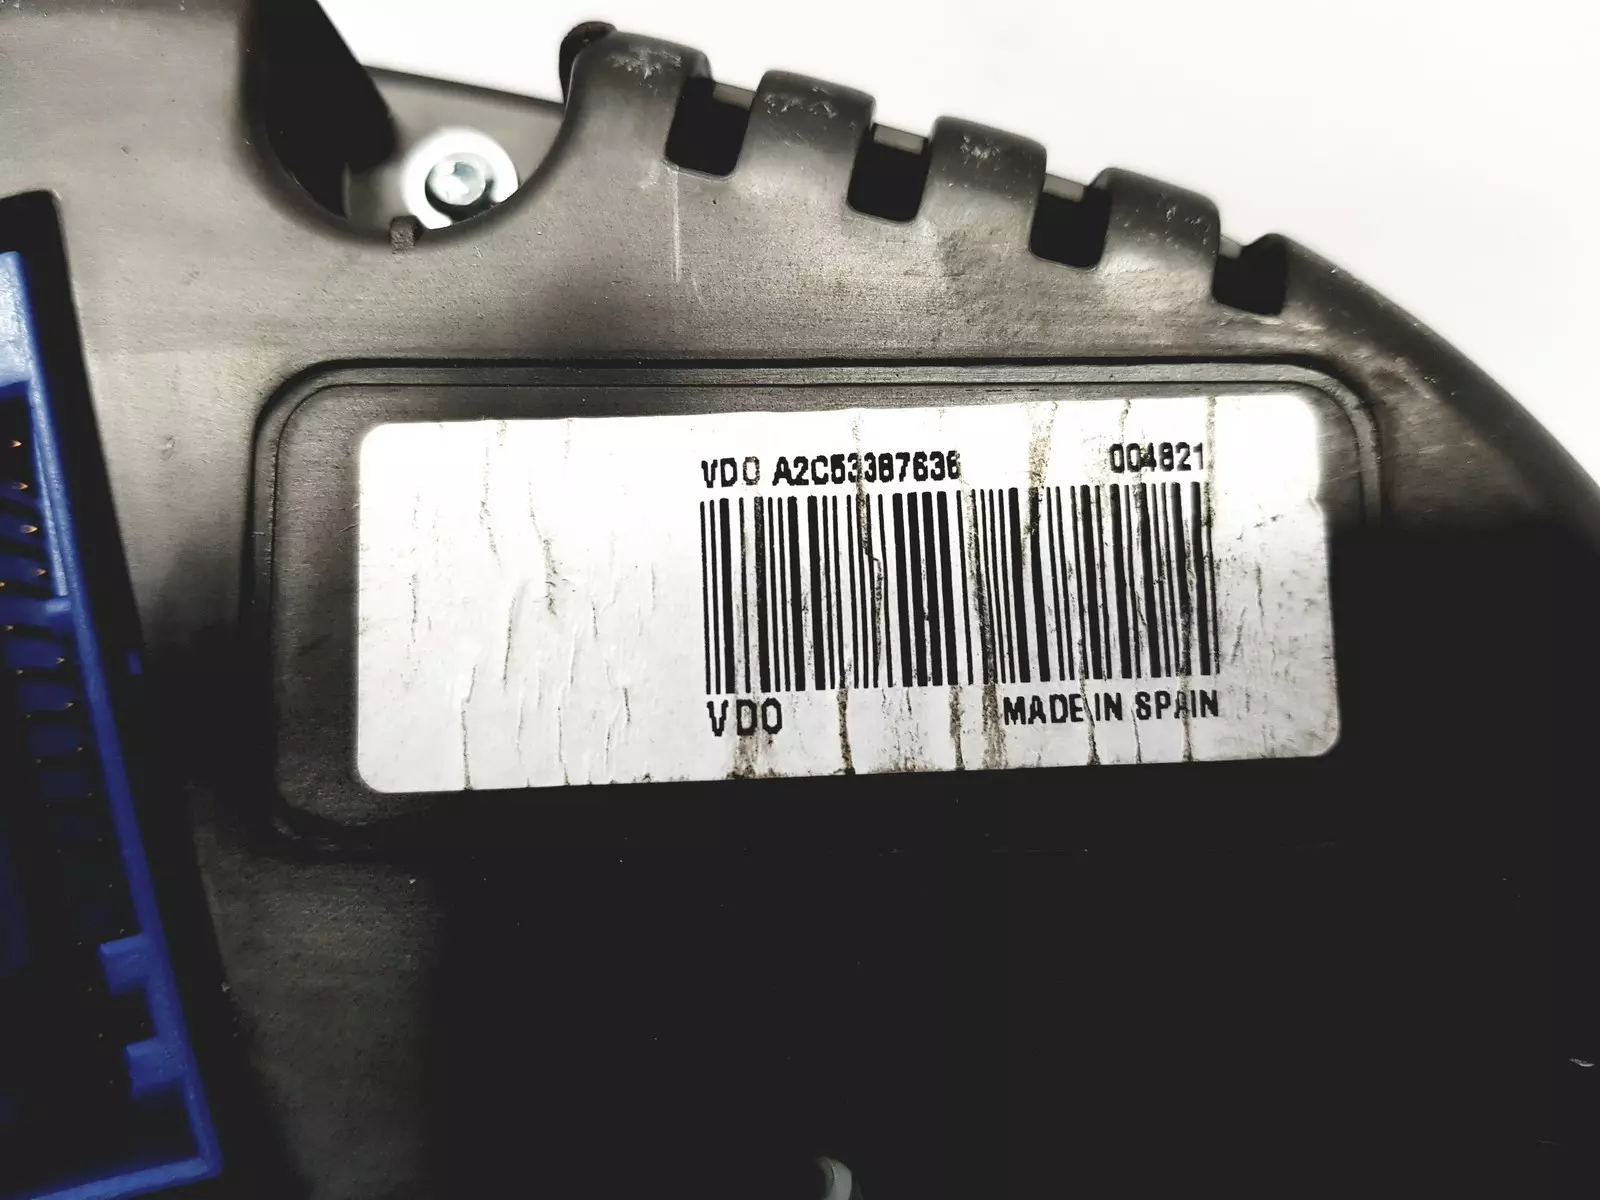 VDO A2C53387636 004821
VDO MADE IN SPAIN